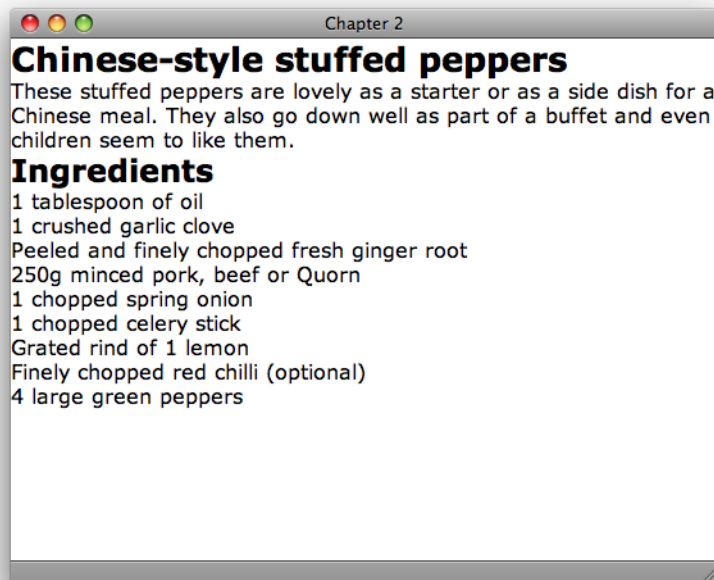 Chapter 2
Chinese-style stuffed peppers
These stuffed peppers are lovely as a starter or as a side dish for a
Chinese meal. They also go down well as part of a buffet and even
children seem to like them.
Ingredients
1 tablespoon of oil
1 crushed garlic clove
Peeled and finely chopped fresh ginger root
250g minced pork, beef or Quorn
1 chopped spring onion
1 chopped celery stick
Grated rind of 1 lemon
Finely chopped red chilli (optional)
4 large green peppers